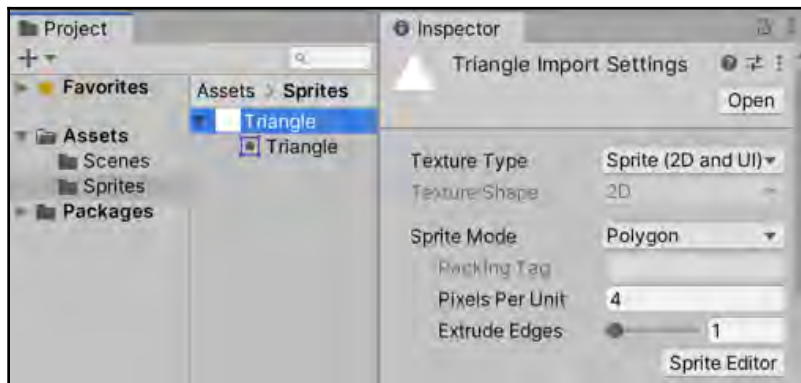 Project
Favorites
Assets
Scenes
Sprites
Packages
Assets > Sprites
Triangle
Triangle
Inspector
Triangle Import Settings
Open
Texture Type Sprite (2D and UI)
Texture Shape 2D
Sprite Mode Polygon
Packing Tag
Pixels Per Unit 4
Extrude Edges 1
Sprite Editor